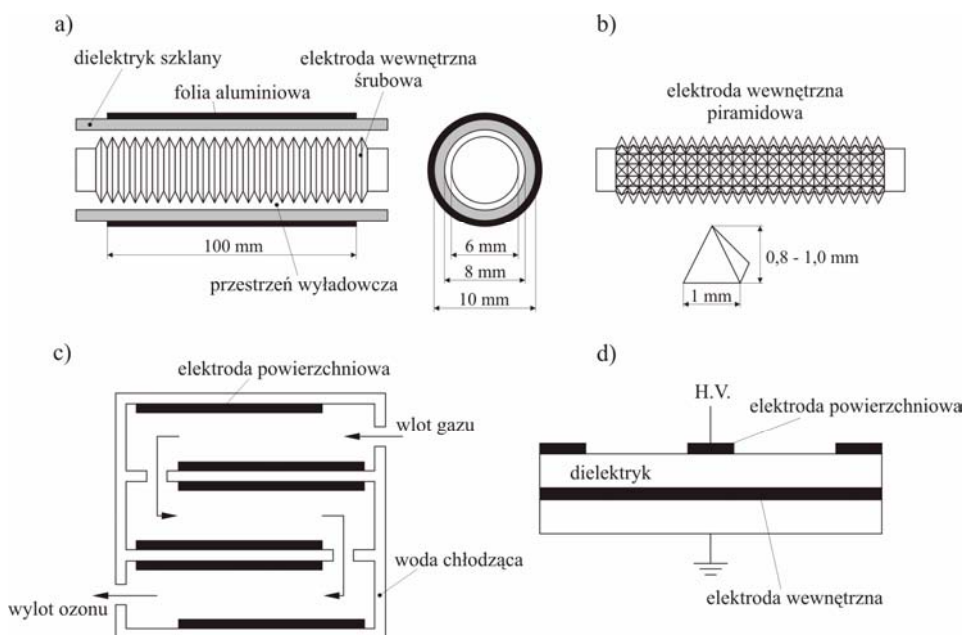 a)
dielektryk szklany
folia aluminiowa
elektroda wewnętrzna
śrubowa
100 mm
przestrzeń wyładowcza
6 mm
8 mm
10 mm
b)
elektroda wewnętrzna
piramidowa
0,8 - 1,0 mm
1 mm
c)
elektroda powierzchniowa
wlot gazu
woda chłodząca
wylot ozonu
d)
H.V.
elektroda powierzchniowa
dielektryk
elektroda wewnętrzna